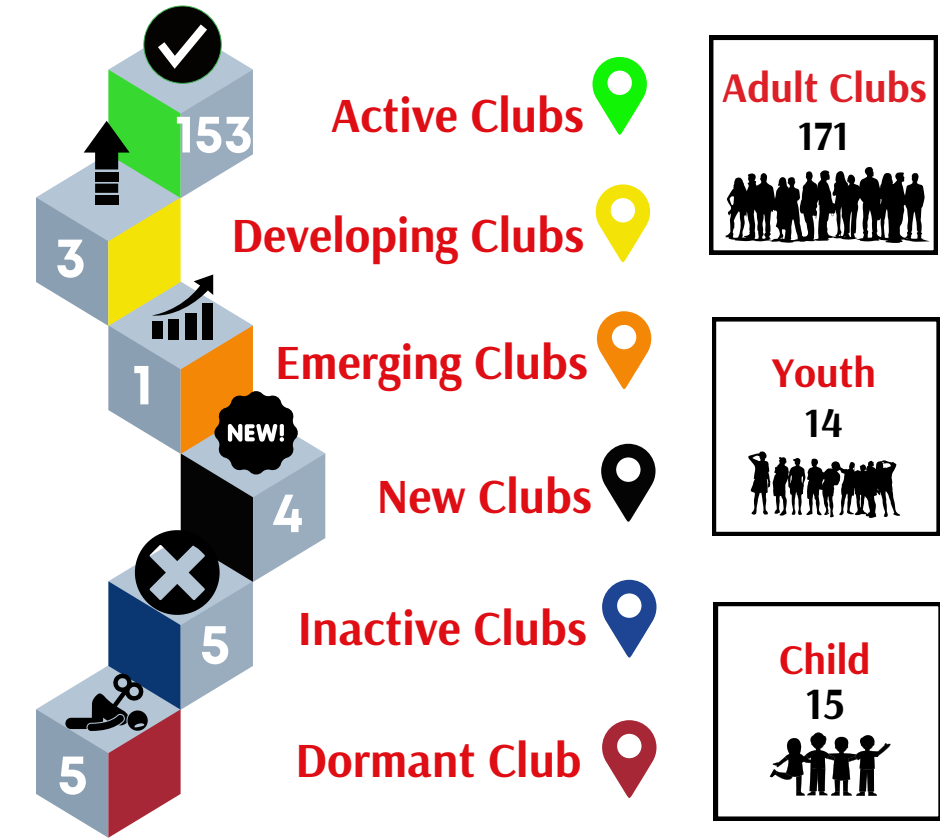 153
Active Clubs
3
Developing Clubs
1
Emerging Clubs
NEW!
4
New Clubs
5
Inactive Clubs
5
Dormant Club
Adult Clubs
171
Youth
14
Child
15